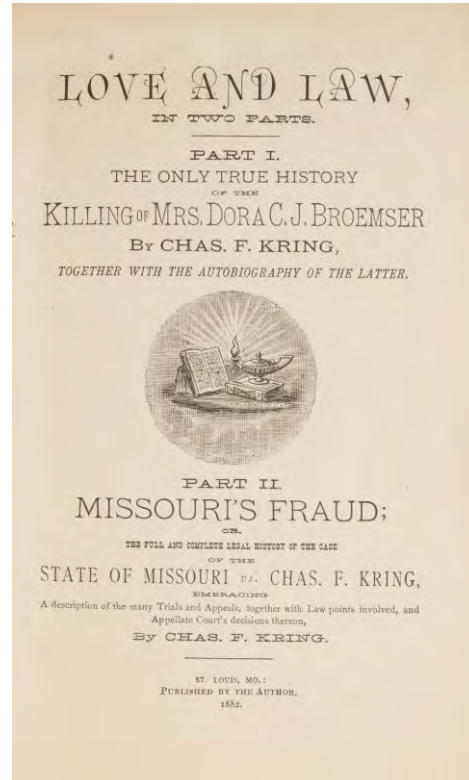 LOVE AND LAW,
IN TWO PARTS.
PART I.
THE ONLY TRUE HISTORY
OF THE
KILLING OF MRS. DORA C. J. BROEMSER
BY CHAS. F. KRING,
TOGETHER WITH THE AUTOBIOGRAPHY OF THE LATTER.
PART II.
MISSOURI'S FRAUD;
OR,
THE FULL AND COMPLETE LEGAL HISTORY OF THE CASE
OF THE
STATE OF MISSOURI vs. CHAS. F. KRING,
EMBRACING
A description of the many Trials and Appeals, together with Law points involved, and
Appellate Court's decisions thereon,
By CHAS. F. KRING.
ST. LOUIS, MO.:
PUBLISHED BY THE AUTHOR,
1882.